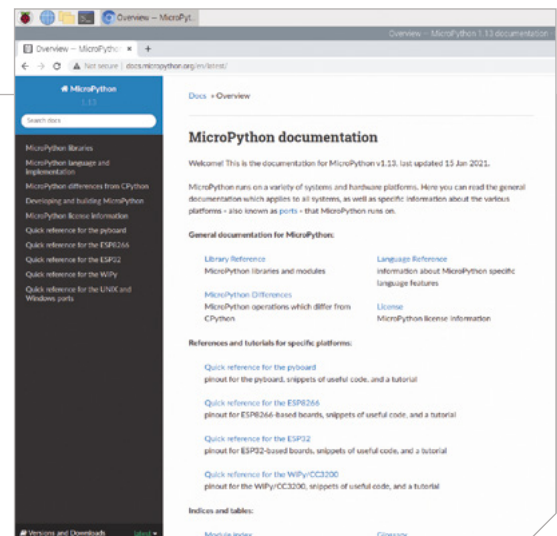 Overview — MicroPyt...
Overview — MicroPython 1.13 documentation
Overview — MicroPythor × +
Not secure | docs.micropython.org/en/latest/
MicroPython
1.13
Search docs
MicroPython libraries
MicroPython language and
implementation
MicroPython differences from CPython
Developing and building MicroPython
MicroPython license information
Quick reference for the pyboard
Quick reference for the ESP8266
Quick reference for the ESP32
Quick reference for the WiPy
Quick reference for the UNIX and
Windows ports
Versions and Downloads latest
Docs » Overview
MicroPython documentation
Welcome! This is the documentation for MicroPython v1.13, last updated 15 Jan 2021.
MicroPython runs on a variety of systems and hardware platforms. Here you can read the general
documentation which applies to all systems, as well as specific information about the various
platforms - also known as ports - that MicroPython runs on.
General documentation for MicroPython:
Library Reference
MicroPython libraries and modules
Language Reference
information about MicroPython specific
language features
MicroPython Differences
MicroPython operations which differ from
CPython
License
MicroPython license information
References and tutorials for specific platforms:
Quick reference for the pyboard
pinout for the pyboard, snippets of useful code, and a tutorial
Quick reference for the ESP8266
pinout for ESP8266-based boards, snippets of useful code, and a tutorial
Quick reference for the ESP32
pinout for ESP32-based boards, snippets of useful code, and a tutorial
Quick reference for the WiPy/CC3200
pinout for the WiPy/CC3200, snippets of useful code, and a tutorial
Indices and tables:
Module Index
Glossary